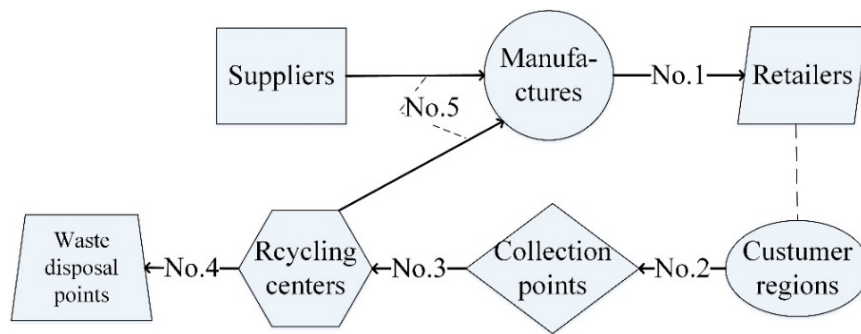 Suppliers
Manufa-
ctures
No.1
Retailers
No.5
Waste
disposal
points
No.4
Rcycling
centers
No.3
Collection
points
No.2
Custumer
regions